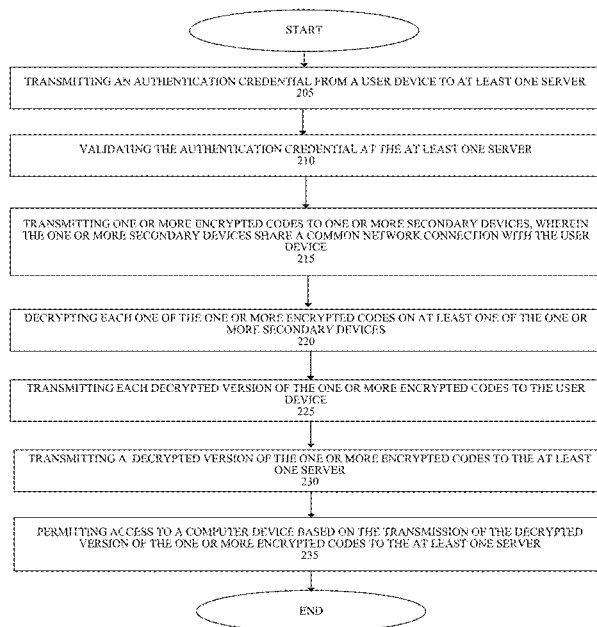 START
TRANSMITTING AN AUTHENTICATION CREDENTIAL FROM A USER DEVICE TO AT LEAST ONE SERVER
205
VALIDATING THE AUTHENTICATION CREDENTIAL AT THE AT LEAST ONE SERVER
210
TRANSMITTING ONE OR MORE ENCRYPTED CODES TO ONE OR MORE SECONDARY DEVICES, WHEREIN
THE ONE OR MORE SECONDARY DEVICES SHARE A COMMON NETWORK CONNECTION WITH THE USER
DEVICE
215
DECRYPTING EACH ONE OF THE ONE OR MORE ENCRYPTED CODES ON AT LEAST ONE OF THE ONE OR
MORE SECONDARY DEVICES
220
TRANSMITTING EACH DECRYPTED VERSION OF THE ONE OR MORE ENCRYPTED CODES TO THE USER
DEVICE
225
TRANSMITTING A DECRYPTED VERSION OF THE ONE OR MORE ENCRYPTED CODES TO THE AT LEAST
ONE SERVER
230
PERMITTING ACCESS TO A COMPUTER DEVICE BASED ON THE TRANSMISSION OF THE DECRYPTED
VERSION OF THE ONE OR MORE ENCRYPTED CODES TO THE AT LEAST ONE SERVER
235
END